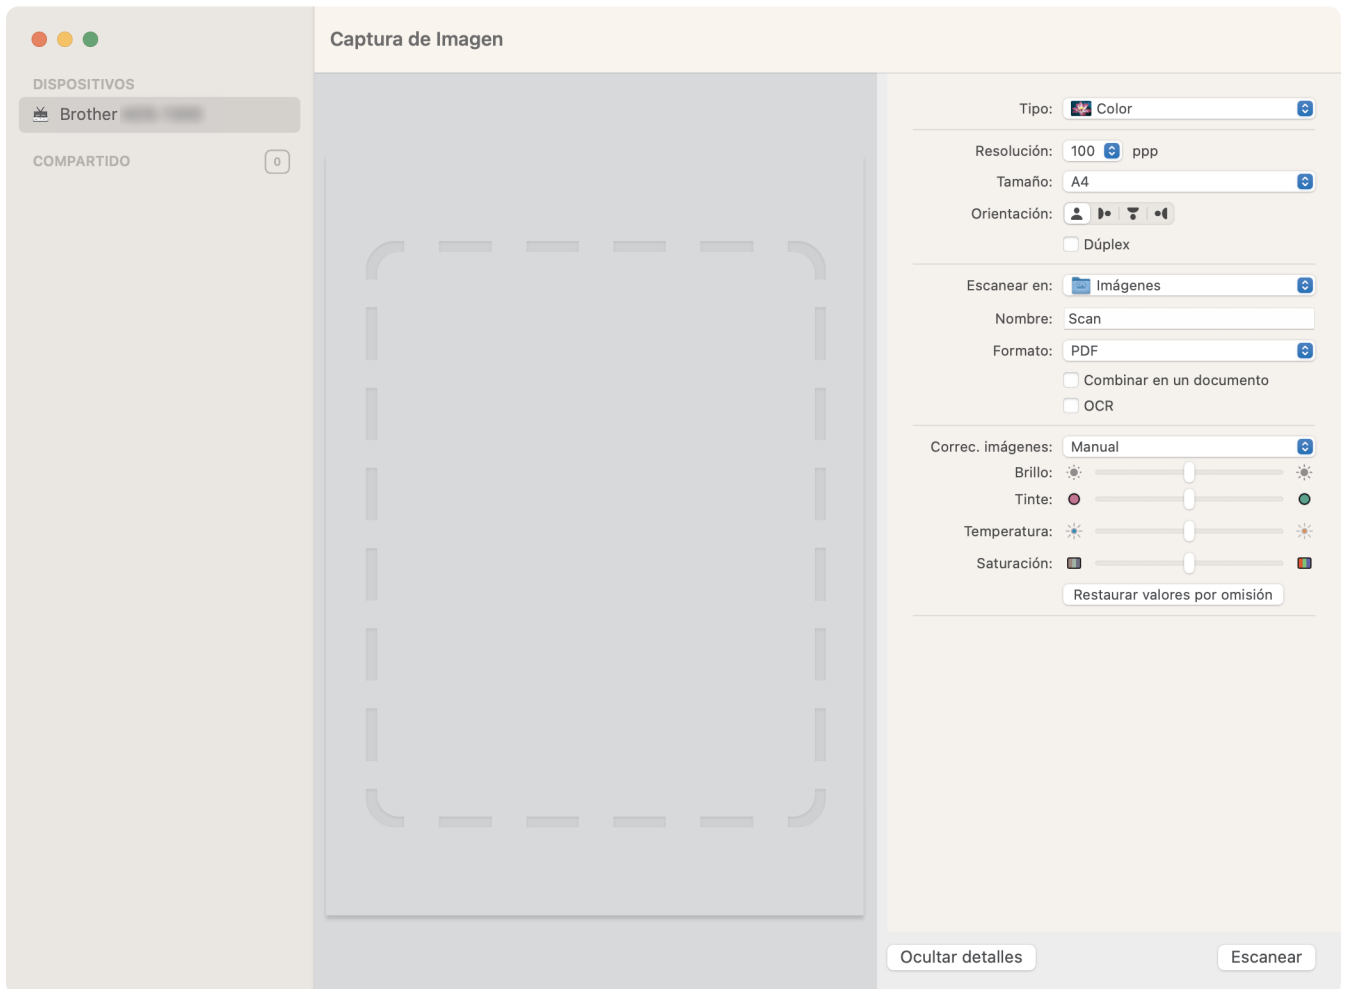 Captura de Imagen
DISPOSITIVOS
Brother
COMPARTIDO
0
Tipo: Color
Resolución: 100 ppp
Tamaño: A4
Orientación:
Dúplex
Escanear en: Imágenes
Nombre: Scan
Formato: PDF
Combinar en un documento
OCR
Correc. imágenes: Manual
Brillo:
Tinte:
Temperatura:
Saturación:
Restaurar valores por omisión
Ocultar detalles
Escanear